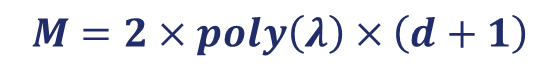 M = 2 × poly(λ) × (d + 1)